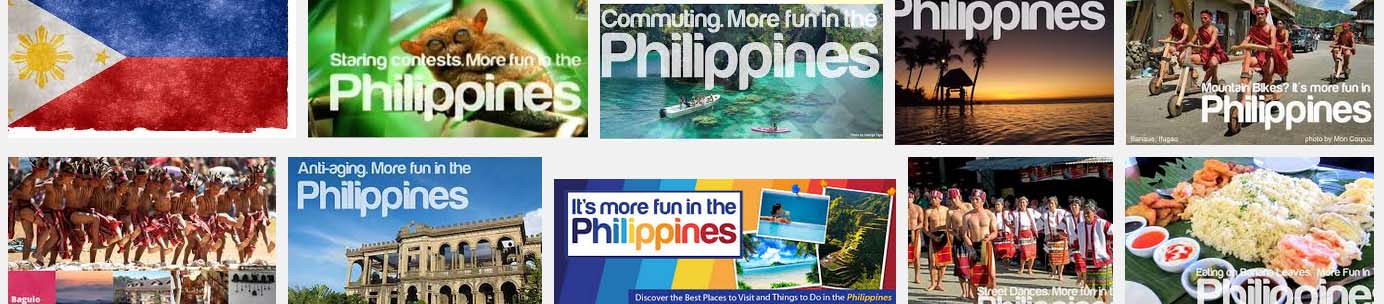 Staring contests. More fun in the
Philippines
Commuting. More fun in the
Philippines
Philippines
Mountain Bikes? It's more fun in
Philippines
Banaue, Ifugao
photo by Mon Corpuz
Baguio
Anti-aging. More fun in the
Philippines
It's more fun in the
Philippines
Discover the Best Places to Visit and Things to Do in the Philippines
Street Dances. More fun in t
Eating on Banana Leaves. More Fun in
Philippines